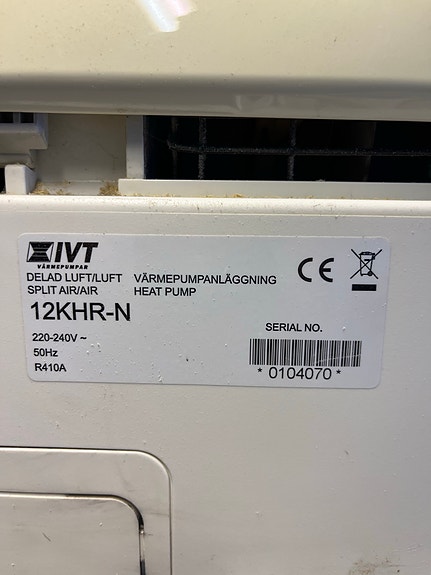 IVT
VÄRMEPUMPAR
DELAD LUFT/LUFT VÄRMEPUMPANLÄGGNING
SPLIT AIR/AIR HEAT PUMP
12KHR-N
220-240V ~
50Hz
R410A
CE
SERIAL NO.
* 0104070 *